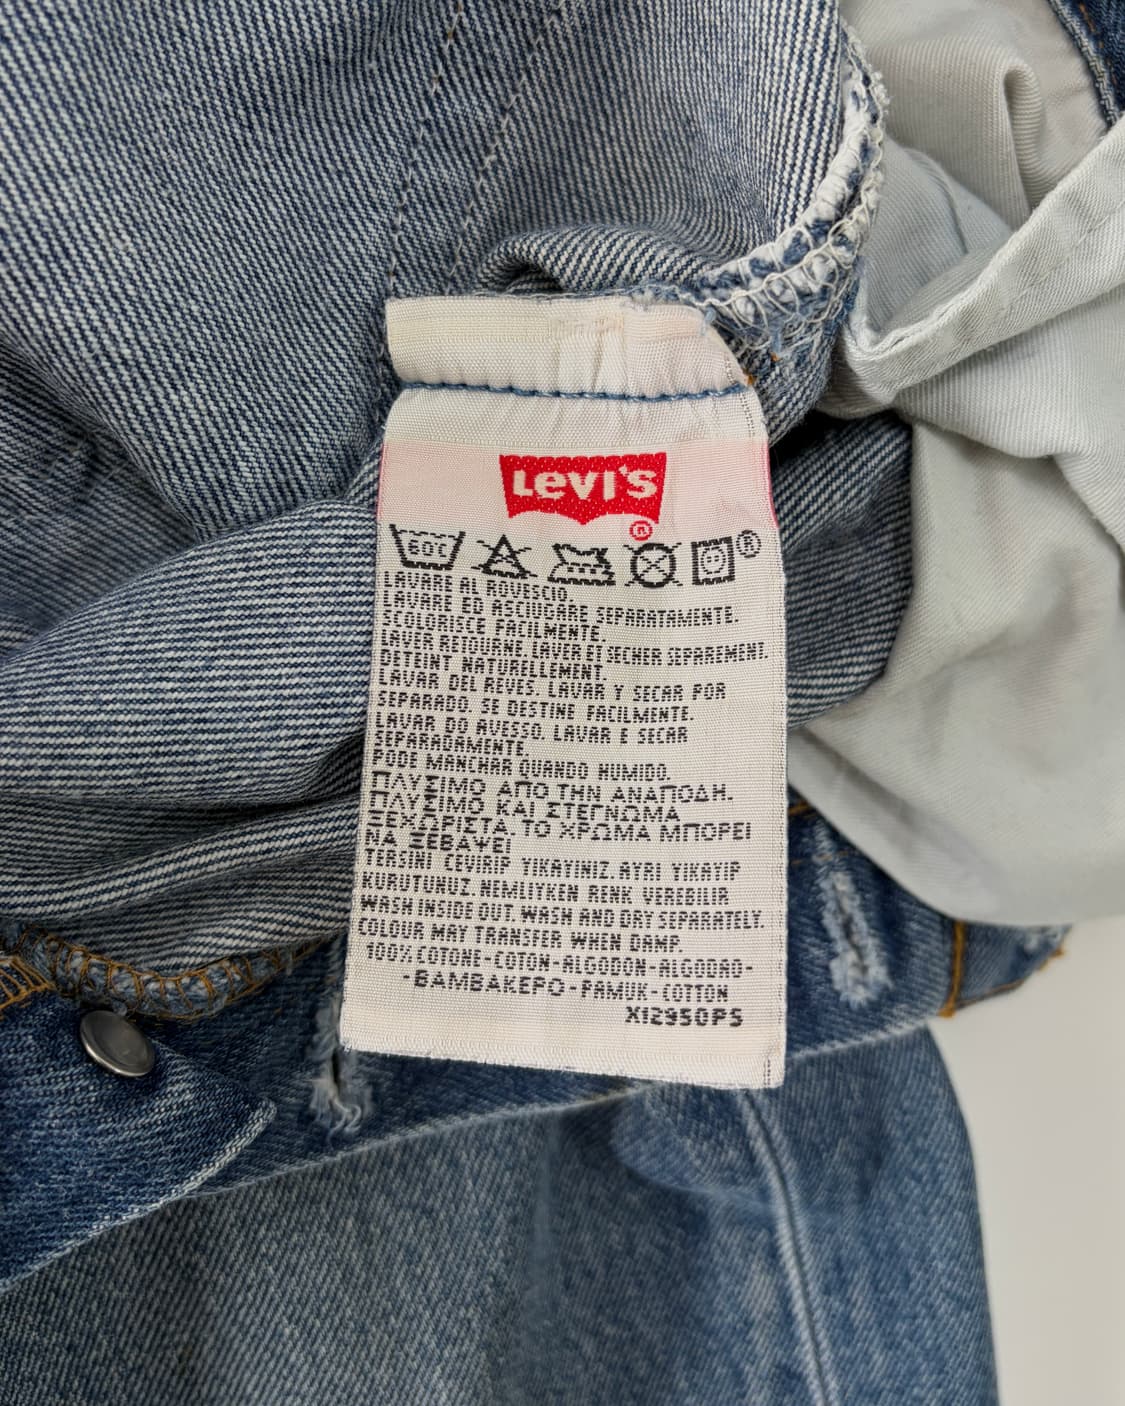 Levi's
®
60°C
®
LAVARE AL ROVESCIO.
LAVARE ED ASCIUGARE SEPARATAMENTE.
SCOLORISCE FACILMENTE.
LAVER RETOURNE. LAVER ET SECHER SEPAREMENT.
DETEINT NATURELLEMENT.
LAVAR DEL REVES. LAVAR Y SECAR POR
SEPARADO. SE DESTINE FACILMENTE.
LAVAR DO AVESSO. LAVAR E SECAR
SEPARADAMENTE.
PODE MANCHAR QUANDO HUMIDO.
ΠΛΥΣΙΜΟ ΑΠΟ ΤΗΝ ΑΝΑΠΟΔΗ.
ΠΛΥΣΙΜΟ ΚΑΙ ΣΤΕΓΝΩΜΑ
ΞΕΧΩΡΙΣΤΑ. ΤΟ ΧΡΩΜΑ ΜΠΟΡΕΙ
ΝΑ ΞΕΒΑΨΕΙ
TERSINI CEVIRIP YIKAYINIZ. AYRI YIKATIP
KURUTUNUZ. NEMLIYKEN RENK VEREBILIR
WASH INSIDE OUT. WASH AND DRY SEPARATELY.
COLOUR MAY TRANSFER WHEN DAMP.
100% COTONE-COTON-ALGODON-ALGODAO-
-ΒΑΜΒΑΚΕΡΟ-PAMUK-COTTON
X12950PS